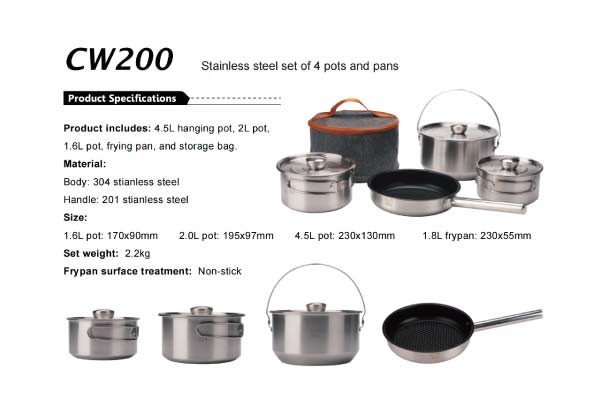 CW200
Stainless steel set of 4 pots and pans
Product Specifications
Product includes: 4.5L hanging pot, 2L pot,
1.6L pot, frying pan, and storage bag.
Material:
Body: 304 stianless steel
Handle: 201 stianless steel
Size:
1.6L pot: 170x90mm 2.0L pot: 195x97mm 4.5L pot: 230x130mm 1.8L frypan: 230x55mm
Set weight: 2.2kg
Frypan surface treatment: Non-stick